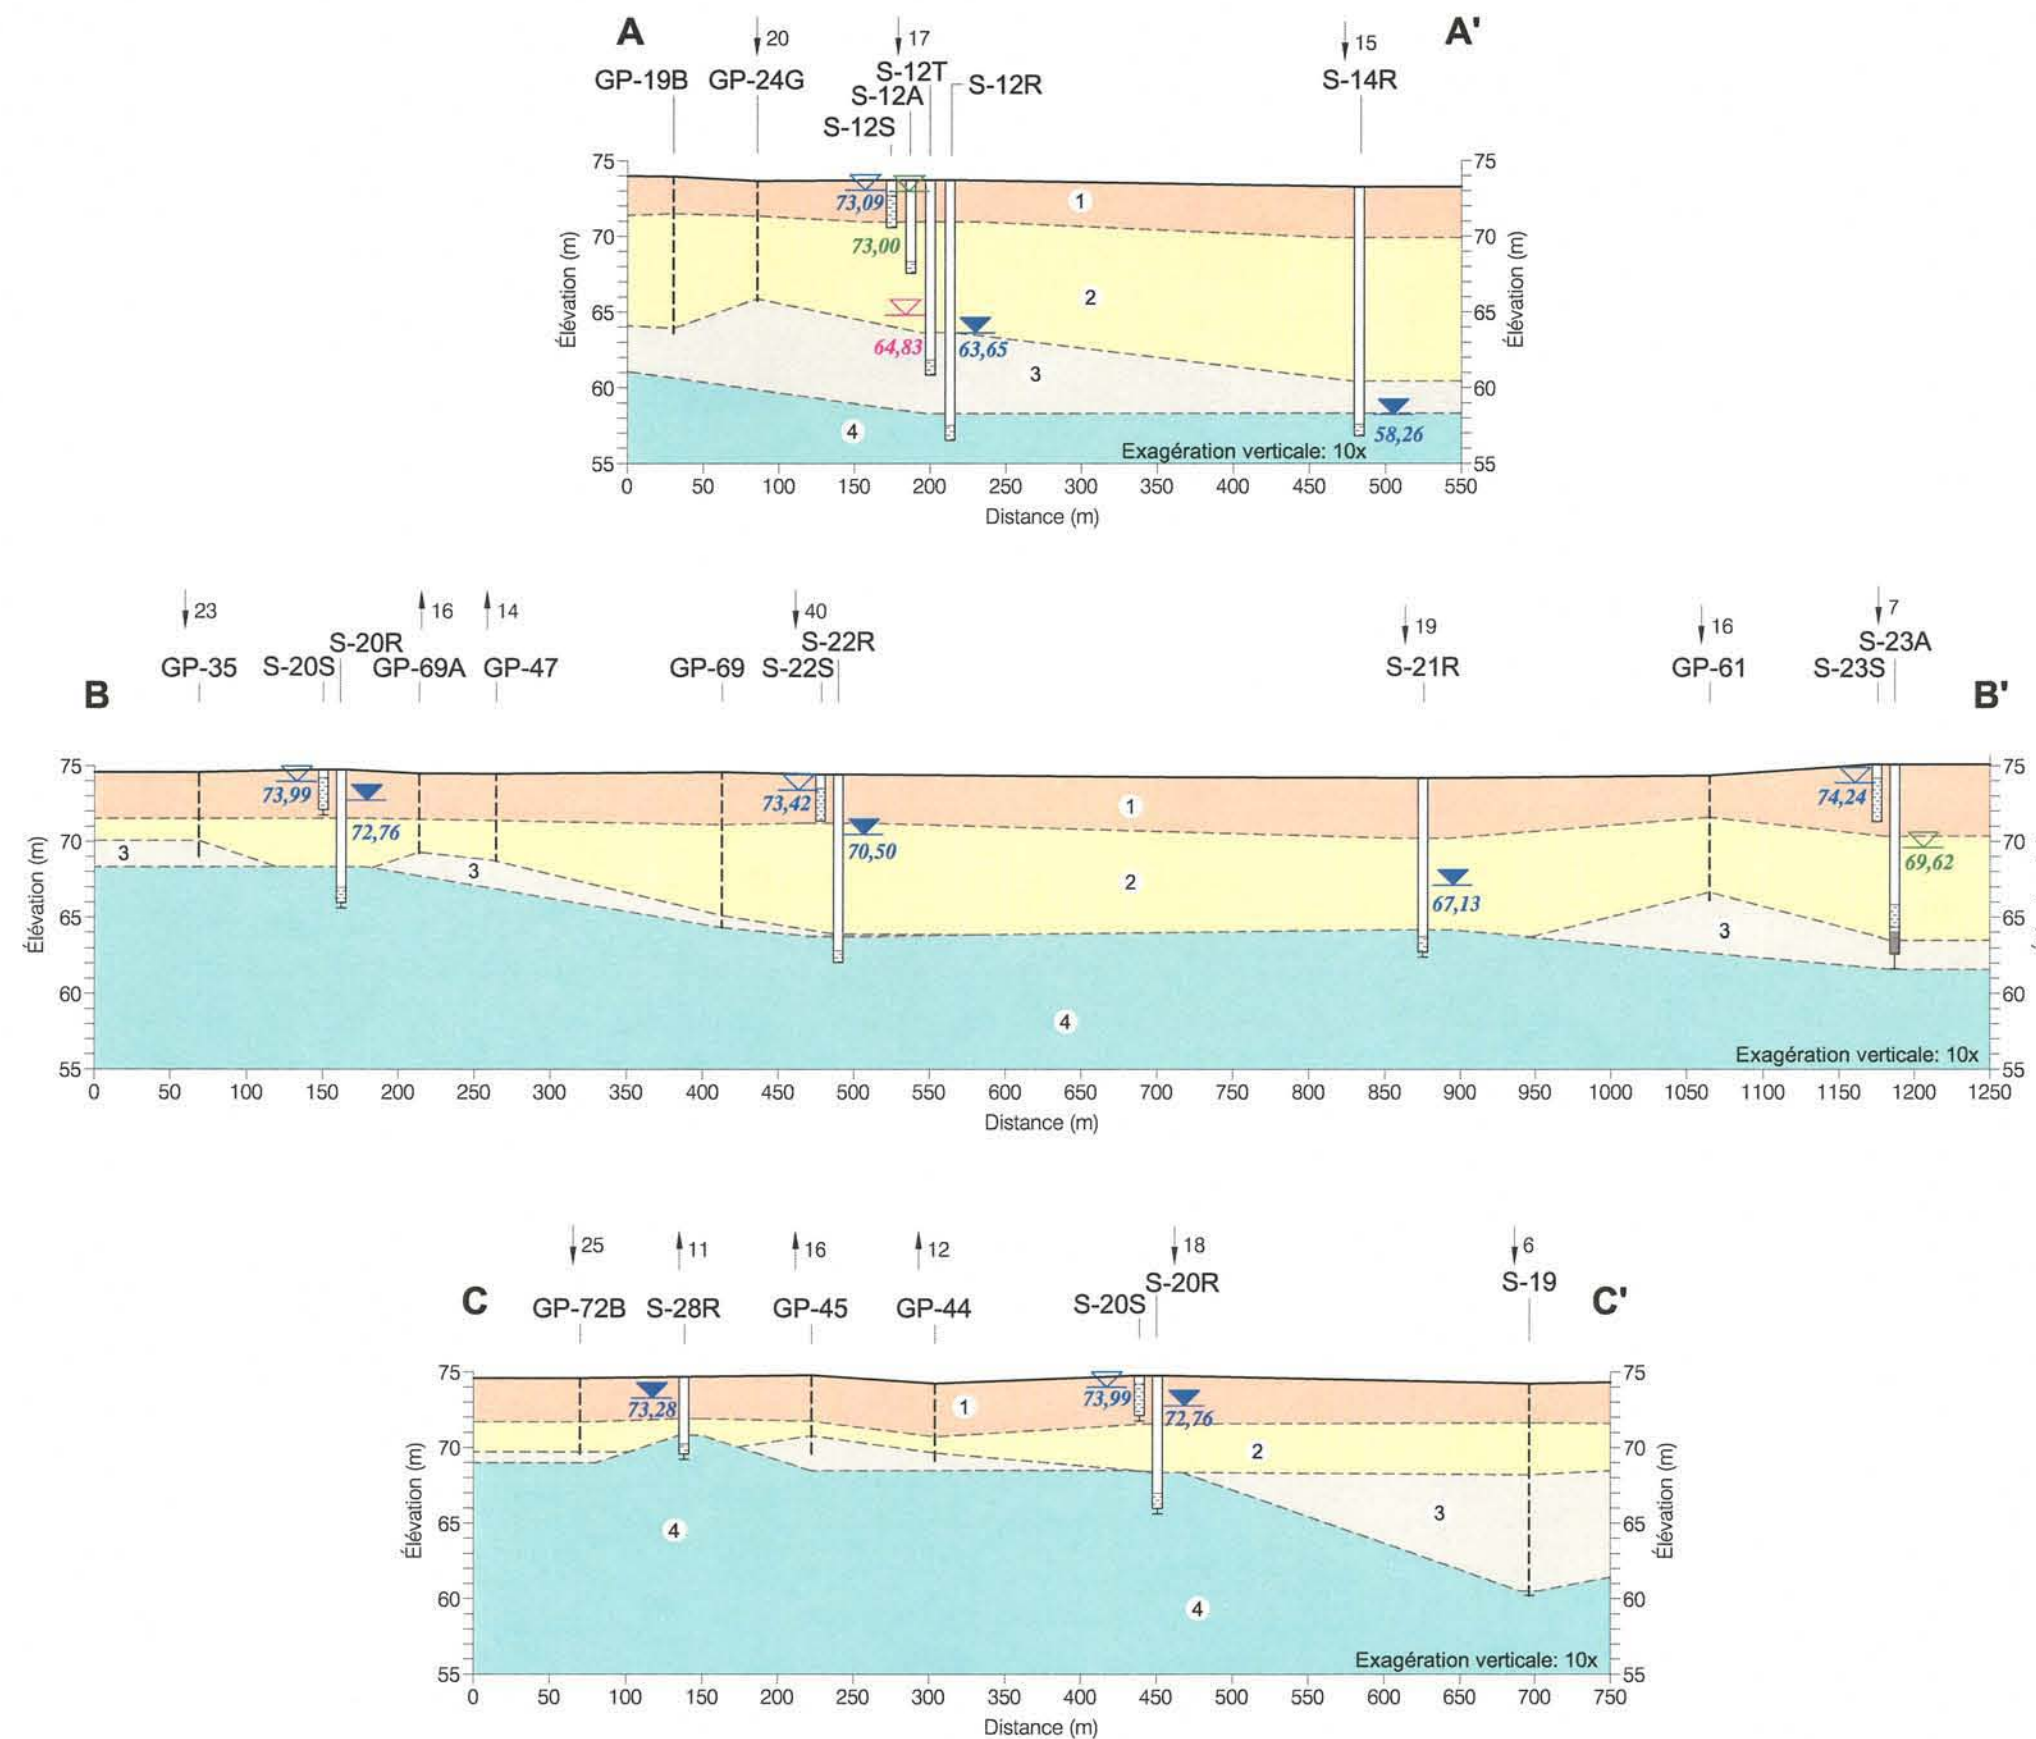 A A'
20 17 15
GP-19B GP-24G S-12T S-12R S-14R
S-12A
S-12S
75 75
73,09 1
70 73,00 70
2
65 65
64,83 63,65
3
60 60
4 58,26
Exagération verticale: 10x
55 55
Élévation (m) Élévation (m)
0 50 100 150 200 250 300 350 400 450 500 550
Distance (m)
23 16 14 40 19 16 7
S-20R S-22R S-23A
GP-35 S-20S GP-69A GP-47 GP-69 S-22S S-21R GP-61 S-23S
B B'
75 75
73,99 73,42 1 74,24
72,76 70,50 69,62
70 70
3 3 2
67,13
65 65
3
60 60
4
Exagération verticale: 10x
55 55
Élévation (m)
0 50 100 150 200 250 300 350 400 450 500 550 600 650 700 750 800 850 900 950 1000 1050 1100 1150 1200 1250
Distance (m)
25 11 16 12 18 6
S-20R S-19
C GP-72B S-28R GP-45 GP-44 S-20S C'
75 75
73,28 1 73,99 72,76
70 2 70
65 4 3 65
60 4 60
Exagération verticale: 10x
55 55
Élévation (m) Élévation (m)
0 50 100 150 200 250 300 350 400 450 500 550 600 650 700 750
Distance (m)